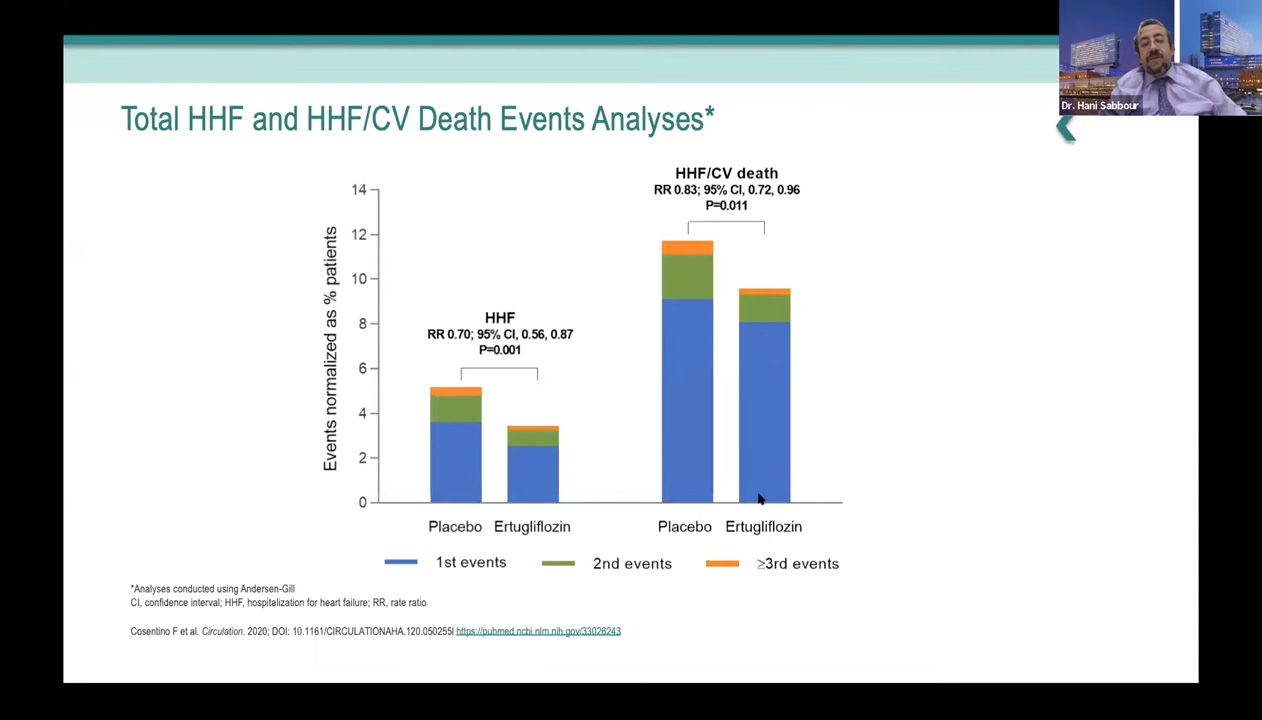 Dr. Hani Sabbour
Total HHF and HHF/CV Death Events Analyses*
HHF/CV death
RR 0.83; 95% CI, 0.72, 0.96
P=0.011
HHF
RR 0.70; 95% CI, 0.56, 0.87
P=0.001
Events normalized as % patients
14
12
10
8
6
4
2
0
Placebo Ertugliflozin Placebo Ertugliflozin
1st events 2nd events ≥3rd events
*Analyses conducted using Andersen-Gill
CI, confidence interval; HHF, hospitalization for heart failure; RR, rate ratio
Cosentino F et al. Circulation. 2020; DOI: 10.1161/CIRCULATIONAHA.120.050255l https://pubmed.ncbi.nlm.nih.gov/33026243